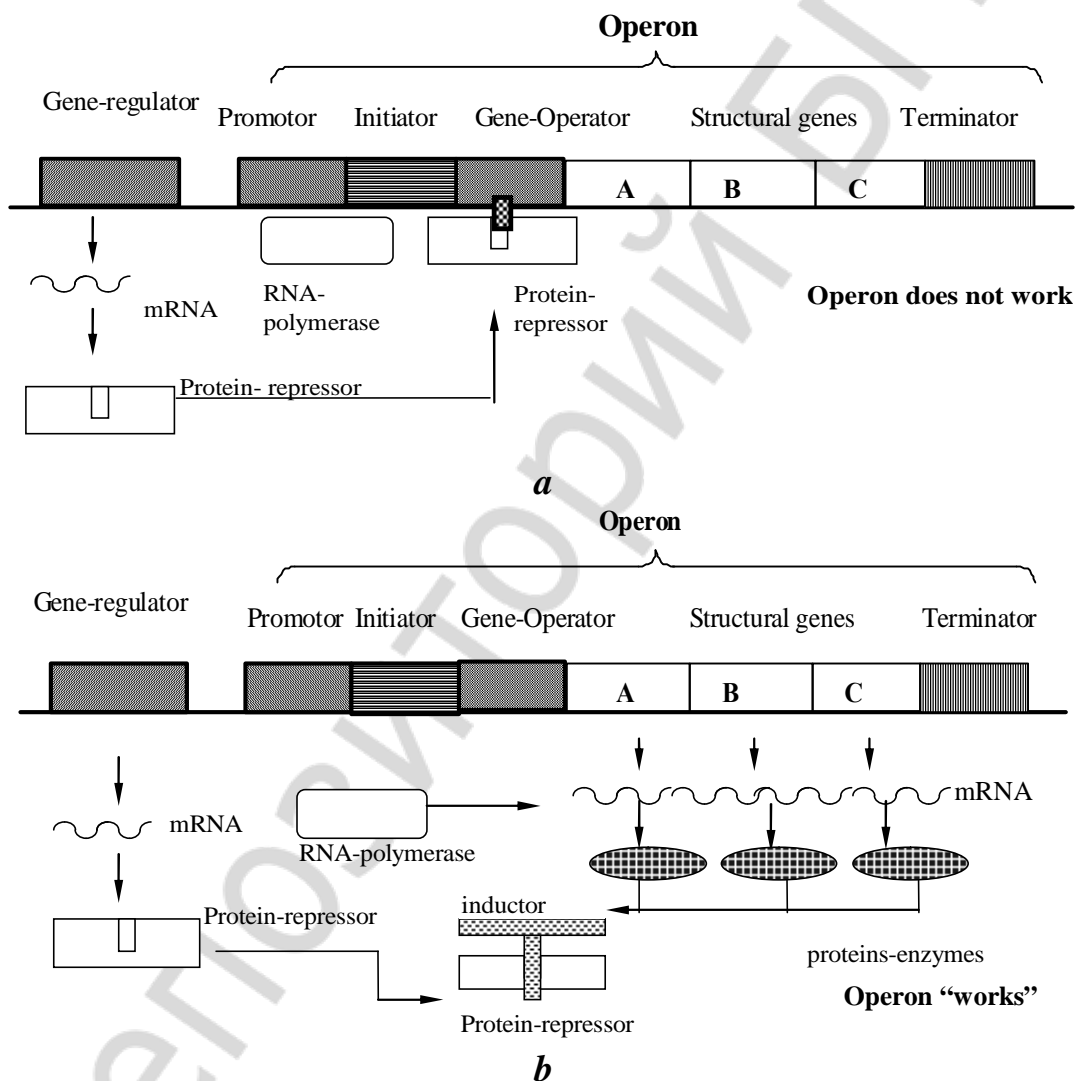 Operon
Gene-regulator
Promotor Initiator Gene-Operator Structural genes Terminator
A B C
mRNA
RNA-
polymerase
Protein-
repressor
Operon does not work
Protein- repressor
a
Operon
Gene-regulator
Promotor Initiator Gene-Operator Structural genes Terminator
A B C
mRNA
mRNA
RNA-polymerase
Protein-repressor
inductor
proteins-enzymes
Operon “works”
Protein-repressor
b
епозиторий БГ